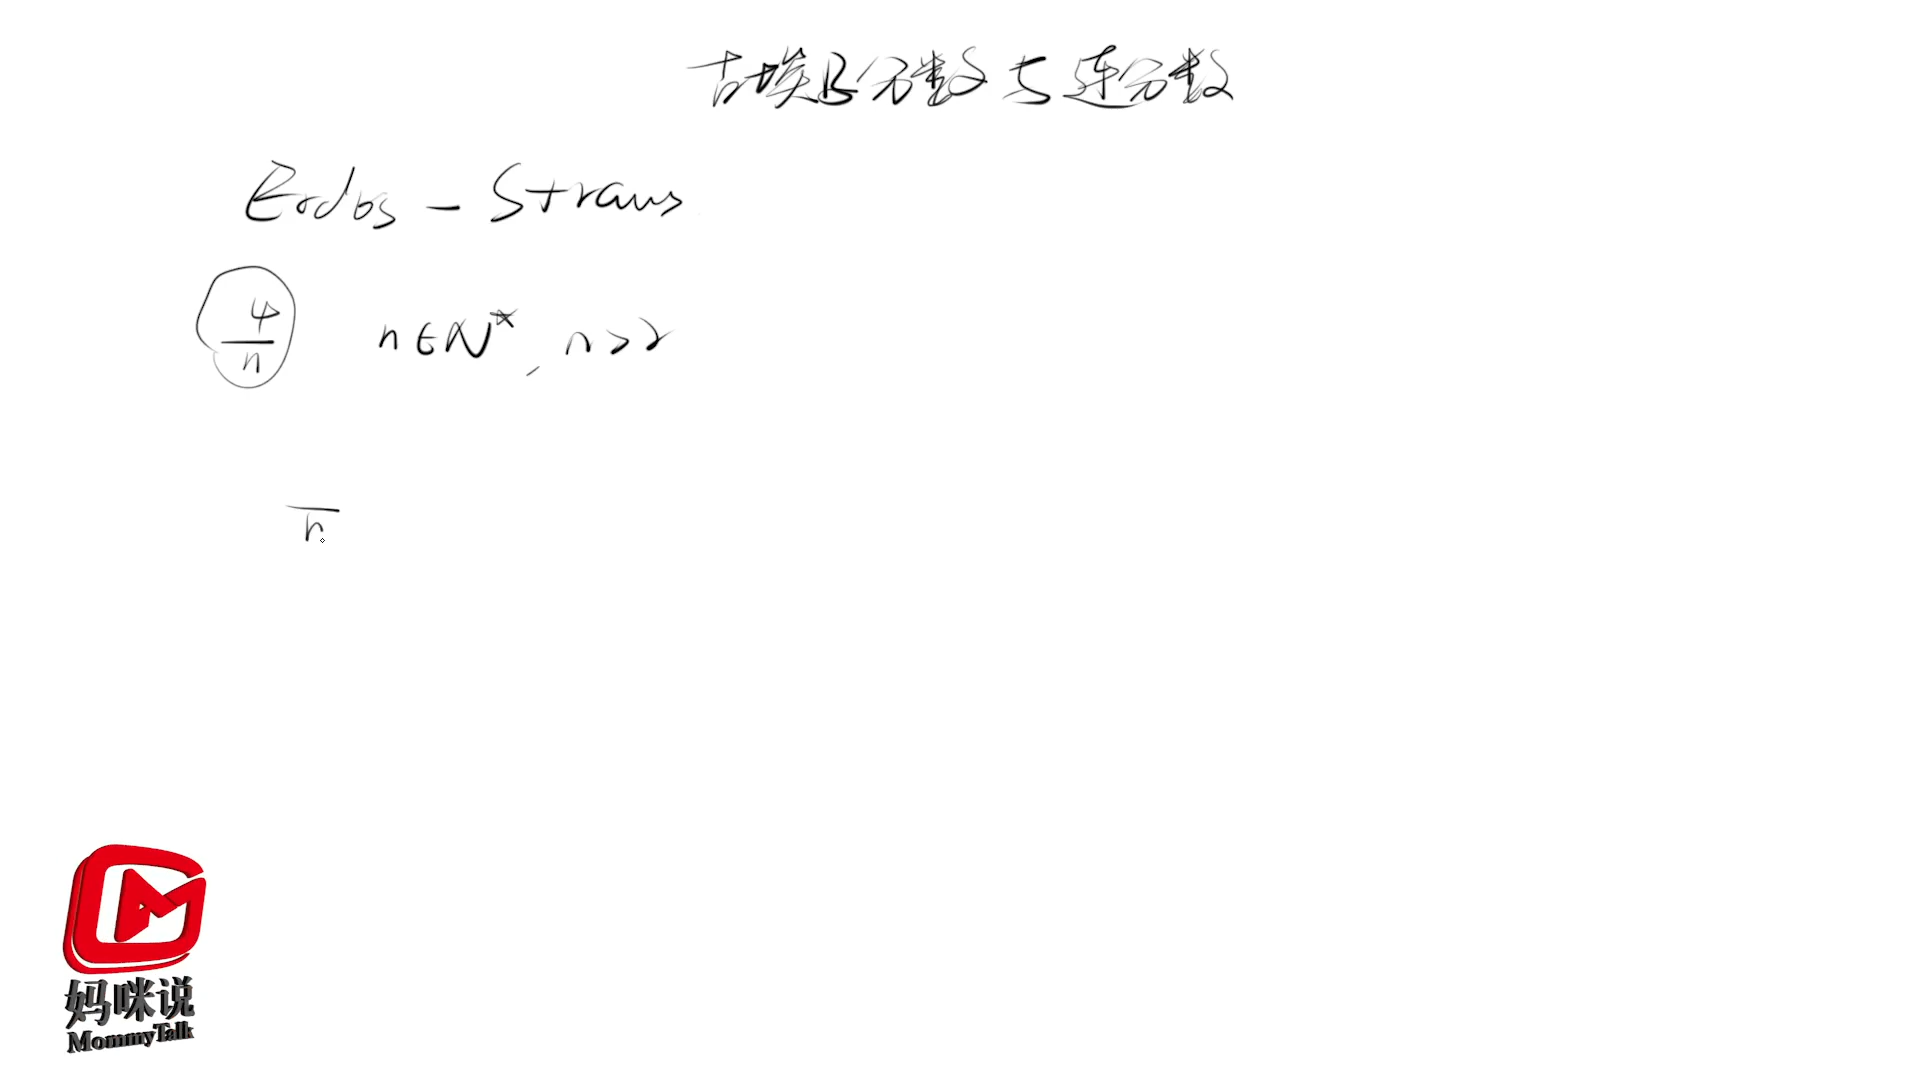 古埃及分数与连分数
Erdos - Straus
4/n n∈N*, n>2
n
妈咪说
MommyTalk